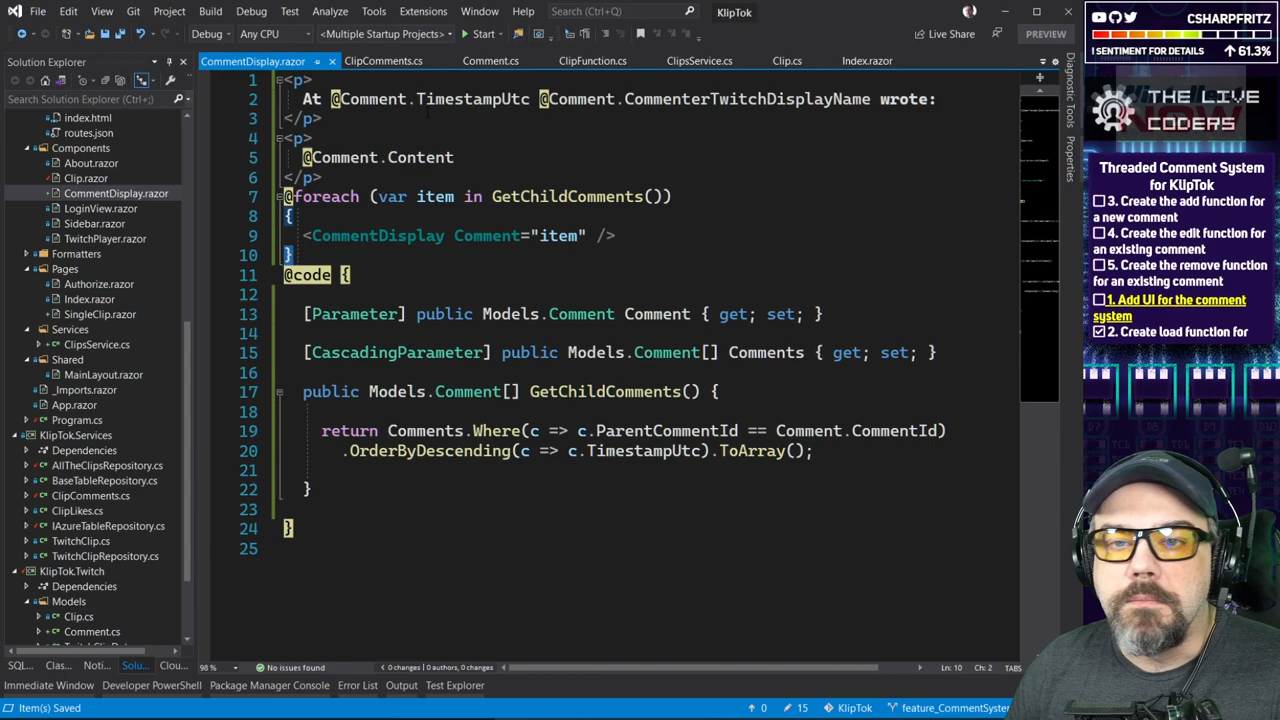 File Edit View Git Project Build Debug Test Analyze Tools Extensions Window Help Search (Ctrl+Q) KlipTok
Debug Any CPU <Multiple Startup Projects> Start Live Share PREVIEW
Solution Explorer
Search Solution Explorer (Ctrl+;)
index.html
routes.json
Components
About.razor
Clip.razor
CommentDisplay.razor
LoginView.razor
Sidebar.razor
TwitchPlayer.razor
Formatters
Pages
Authorize.razor
Index.razor
SingleClip.razor
Services
ClipsService.cs
Shared
MainLayout.razor
_Imports.razor
App.razor
Program.cs
KlipTok.Services
Dependencies
AllTheClipsRepository.cs
BaseTableRepository.cs
ClipComments.cs
ClipLikes.cs
IAzureTableRepository.cs
TwitchClip.cs
TwitchClipRepository.cs
KlipTok.Twitch
Dependencies
Models
Clip.cs
Comment.cs
SQL... Clas... Noti... Solu... Clou...
CommentDisplay.razor ClipComments.cs Comment.cs ClipFunction.cs ClipsService.cs Clip.cs Index.razor
1 <p>
2 At @Comment.TimestampUtc @Comment.CommenterTwitchDisplayName wrote:
3 </p>
4 <p>
5 @Comment.Content
6 </p>
7 @foreach (var item in GetChildComments())
8 {
9 <CommentDisplay Comment="item" />
10 }
11 @code {
12
13 [Parameter] public Models.Comment Comment { get; set; }
14
15 [CascadingParameter] public Models.Comment[] Comments { get; set; }
16
17 public Models.Comment[] GetChildComments() {
18
19 return Comments.Where(c => c.ParentCommentId == Comment.CommentId)
20 .OrderByDescending(c => c.TimestampUtc).ToArray();
21
22 }
23
24 }
25
98 % No issues found 0 changes | 0 authors, 0 changes Ln: 10 Ch: 2 TABS
Immediate Window Developer PowerShell Package Manager Console Error List Output Test Explorer
Item(s) Saved 0 15 KlipTok feature_CommentSystem
Diagnostic Tools
Properties
CSHARPFRITZ
! SENTIMENT FOR DETAILS 61.3%
THE LIVE
CODERS
Threaded Comment System
for KlipTok
3. Create the add function for
a new comment
4. Create the edit function for
an existing comment
5. Create the remove function
for an existing comment
1. Add UI for the comment
system
2. Create load function for